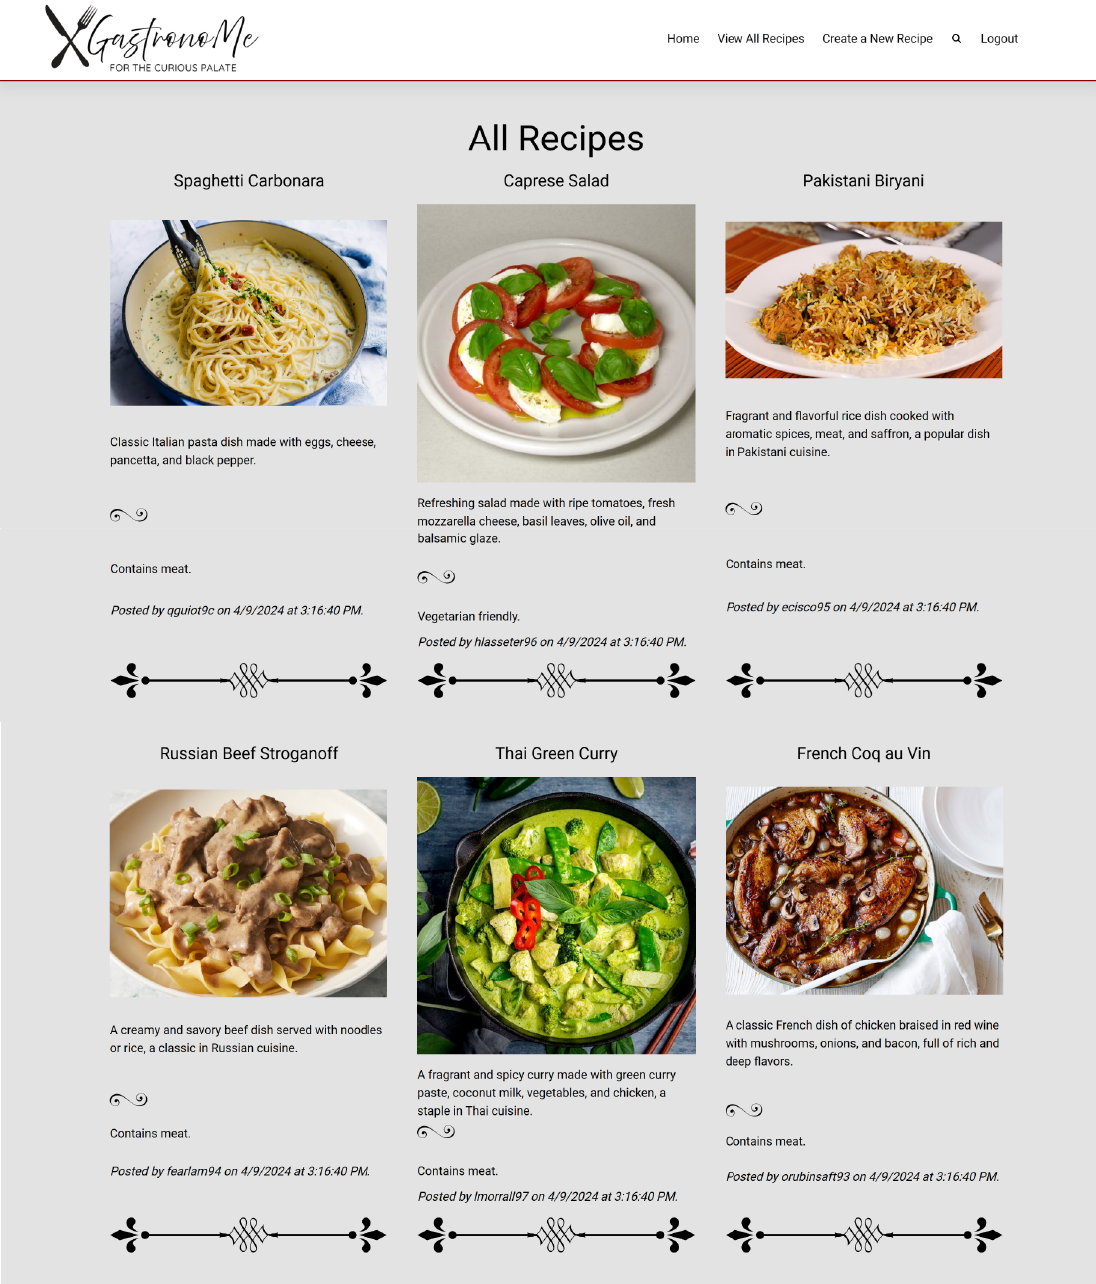 GastronoMe
FOR THE CURIOUS PALATE
Home
View All Recipes
Create a New Recipe
Logout
All Recipes
Spaghetti Carbonara
Classic Italian pasta dish made with eggs, cheese,
pancetta, and black pepper.
Contains meat.
Posted by qguiot9c on 4/9/2024 at 3:16:40 PM.
Caprese Salad
Refreshing salad made with ripe tomatoes, fresh
mozzarella cheese, basil leaves, olive oil, and
balsamic glaze.
Vegetarian friendly.
Posted by hlasseter96 on 4/9/2024 at 3:16:40 PM.
Pakistani Biryani
Fragrant and flavorful rice dish cooked with
aromatic spices, meat, and saffron, a popular dish
in Pakistani cuisine.
Contains meat.
Posted by ecisco95 on 4/9/2024 at 3:16:40 PM.
Russian Beef Stroganoff
A creamy and savory beef dish served with noodles
or rice, a classic in Russian cuisine.
Contains meat.
Posted by fearlam94 on 4/9/2024 at 3:16:40 PM.
Thai Green Curry
A fragrant and spicy curry made with green curry
paste, coconut milk, vegetables, and chicken, a
staple in Thai cuisine.
Contains meat.
Posted by lmorrall97 on 4/9/2024 at 3:16:40 PM.
French Coq au Vin
A classic French dish of chicken braised in red wine
with mushrooms, onions, and bacon, full of rich and
deep flavors.
Contains meat.
Posted by orubinsaft93 on 4/9/2024 at 3:16:40 PM.